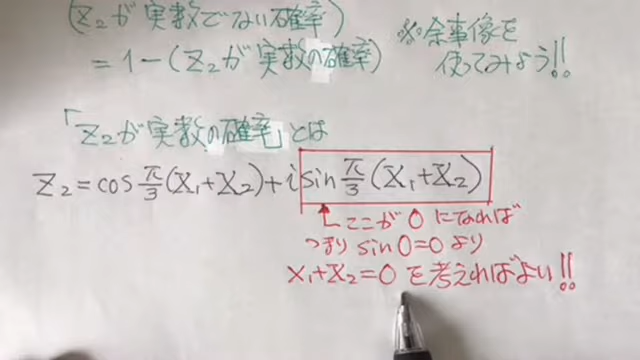 (Z₂が実数でない確率)
=1-(Z₂が実数の確率)
※余事像を
使ってみよう!!
「Z₂が実数の確率」とは
Z₂=cos π/3 (X₁+X₂)+i sin π/3 (X₁+X₂)
ここが0になれば
つまり sin0=0 より
X₁+X₂=0 を考えればよい!!